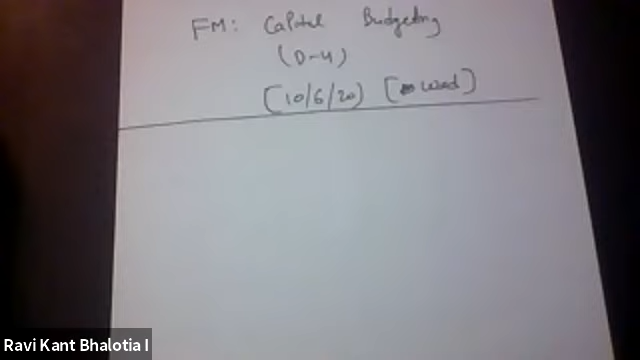 FM: Capital Budgeting
(D-4)
[10/6/20) [Wed]
Ravi Kant Bhalotia I